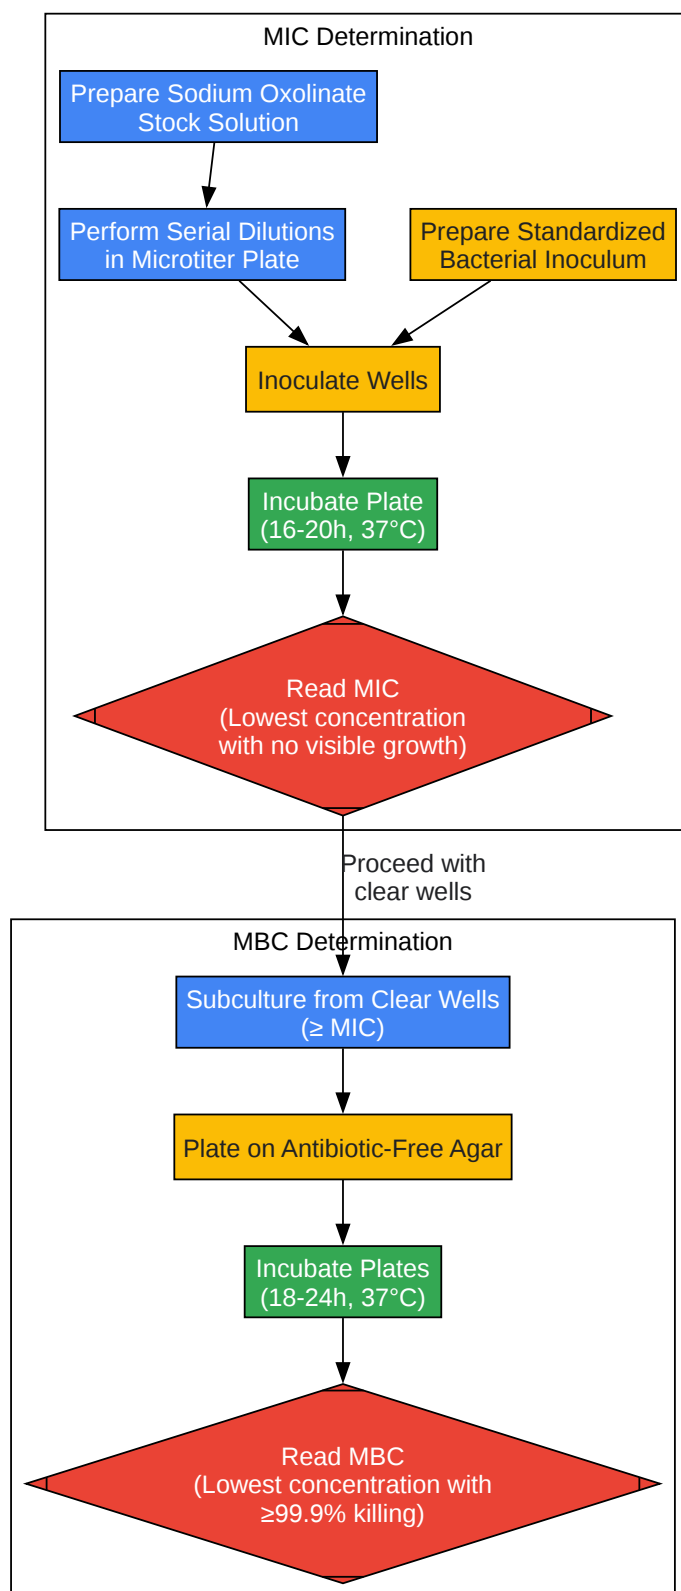 MIC Determination
Prepare Sodium Oxolinate
Stock Solution
Perform Serial Dilutions
in Microtiter Plate
Prepare Standardized
Bacterial Inoculum
Inoculate Wells
Incubate Plate
(16-20h, 37°C)
Read MIC
(Lowest concentration
with no visible growth)
Proceed with
clear wells
MBC Determination
Subculture from Clear Wells
(≥ MIC)
Plate on Antibiotic-Free Agar
Incubate Plates
(18-24h, 37°C)
Read MBC
(Lowest concentration with
≥99.9% killing)